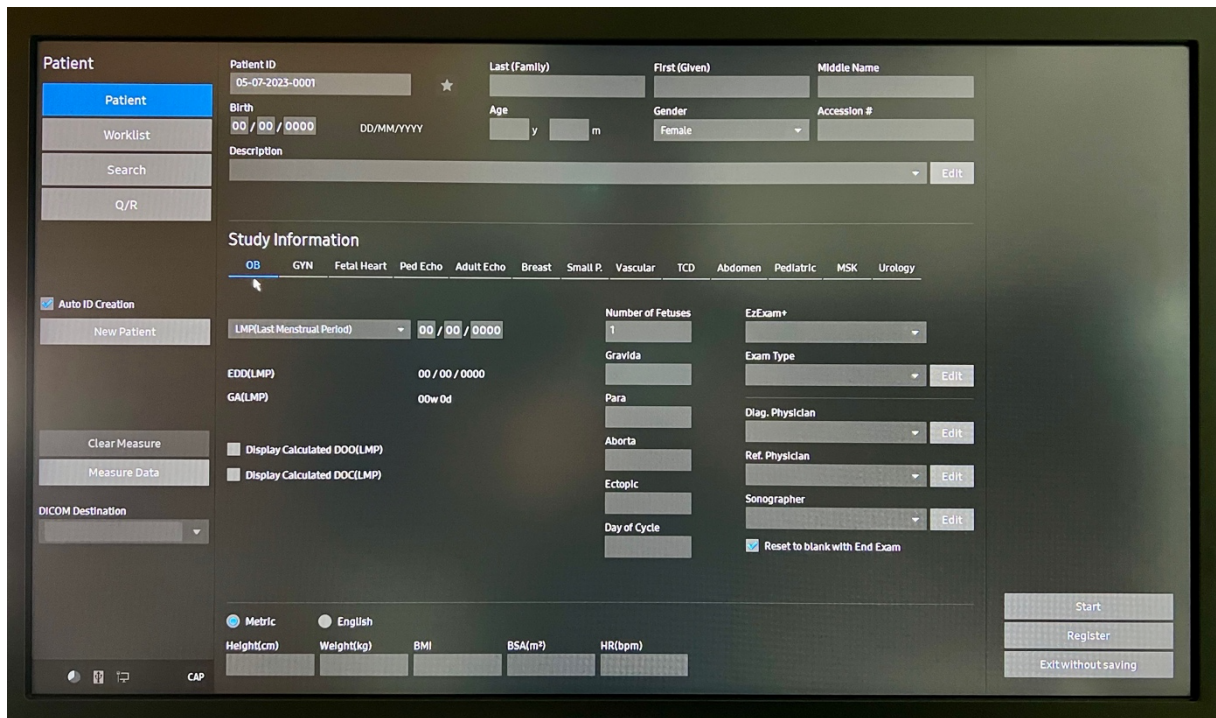 Patient
Patient
Worklist
Search
Q/R
Auto ID Creation
New Patient
Clear Measure
Measure Data
DICOM Destination
CAP
Patient ID
Last (Family)
First (Given)
Middle Name
05-07-2023-0001
Birth
Age
Gender
Accession #
00 / 00 / 0000
DD/MM/YYYY
y
m
Female
Description
Edit
Study Information
OB GYN Fetal Heart Ped Echo Adult Echo Breast Small P. Vascular TCD Abdomen Pediatric MSK Urology
LMP(Last Menstrual Period)
00 / 00 / 0000
EDD(LMP)
00 / 00 / 0000
GA(LMP)
00w 0d
Display Calculated DOO(LMP)
Display Calculated DOC(LMP)
Number of Fetuses
1
Gravida
Para
Aborta
Ectopic
Day of Cycle
EzExam+
Exam Type
Edit
Diag. Physician
Edit
Ref. Physician
Edit
Sonographer
Edit
Reset to blank with End Exam
Metric
English
Height(cm)
Weight(kg)
BMI
BSA(m²)
HR(bpm)
Start
Register
Exit without saving